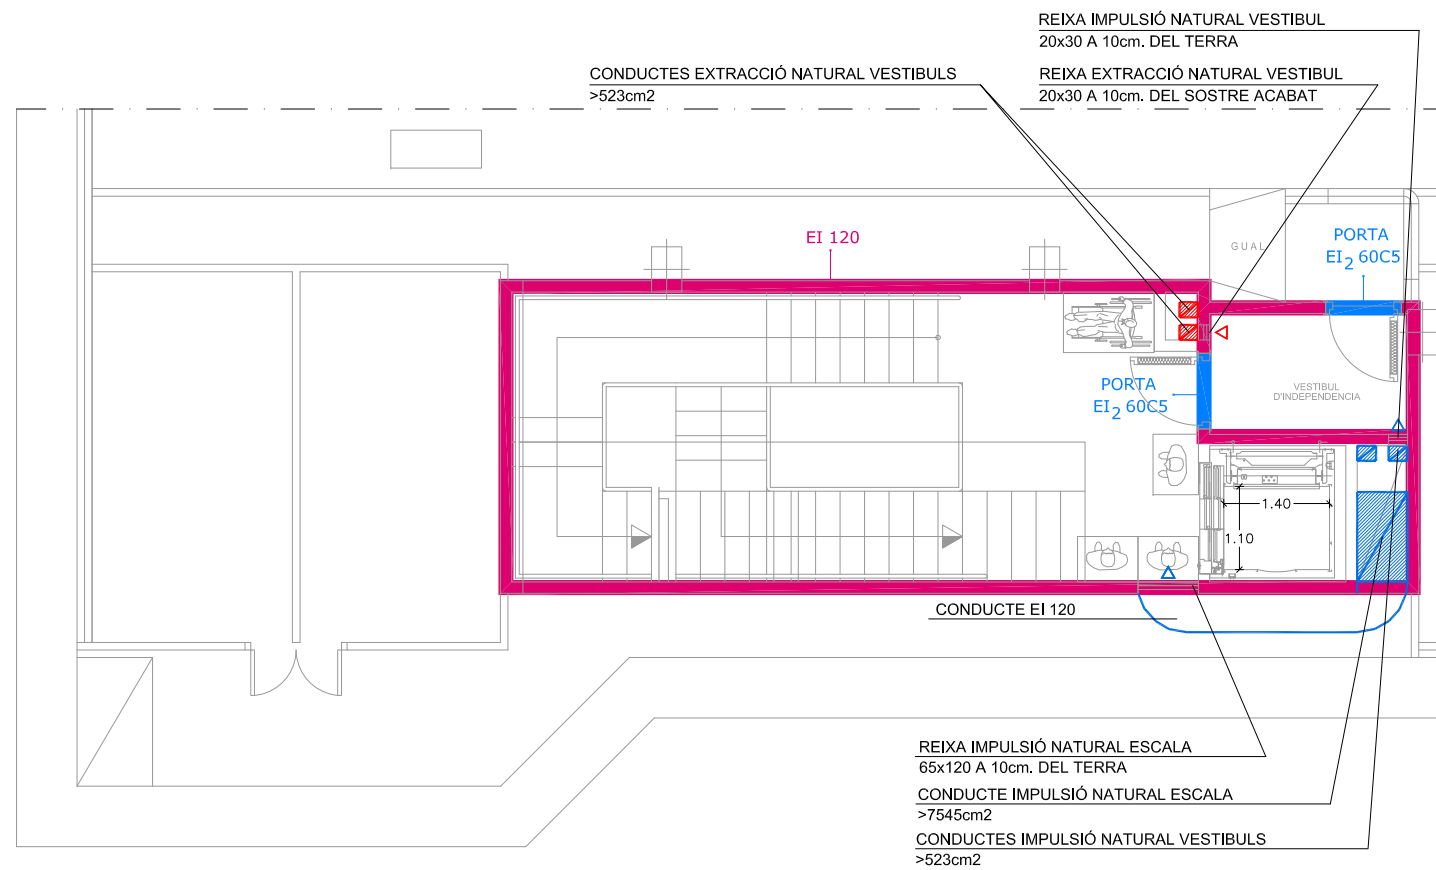 REIXA IMPULSIÓ NATURAL VESTIBUL
20x30 A 10cm. DEL TERRA
CONDUCTES EXTRACCIÓ NATURAL VESTIBULS
>523cm2
REIXA EXTRACCIÓ NATURAL VESTIBUL
20x30 A 10cm. DEL SOSTRE ACABAT
EI 120
GUAL
PORTA
EI2 60C5
PORTA
EI2 60C5
VESTIBUL
D'INDEPENDENCIA
1.40
1.10
CONDUCTE EI 120
REIXA IMPULSIÓ NATURAL ESCALA
65x120 A 10cm. DEL TERRA
CONDUCTE IMPULSIÓ NATURAL ESCALA
>7545cm2
CONDUCTES IMPULSIÓ NATURAL VESTIBULS
>523cm2